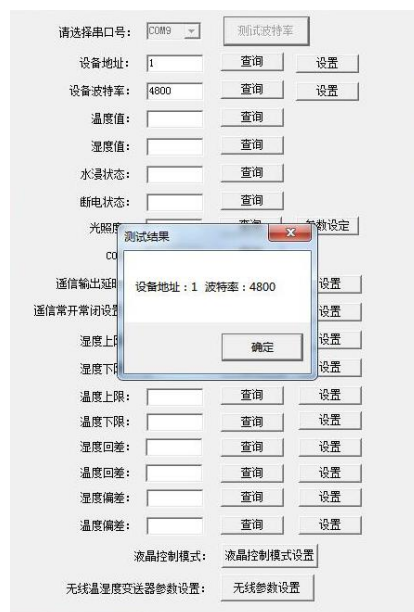 请选择串口号： COM9 测试波特率
设备地址： 1 查询 设置
设备波特率： 4800 查询 设置
温度值： 查询
湿度值： 查询
水浸状态： 查询
断电状态： 查询
光照度 查询 参数设定
测试结果
CO
设备地址：1 波特率：4800
遥信输出延时 设置
遥信常开常闭设置 设置
确定
湿度上限 设置
湿度下限 设置
温度上限： 查询 设置
温度下限： 查询 设置
湿度回差： 查询 设置
温度回差： 查询 设置
湿度偏差： 查询 设置
温度偏差： 查询 设置
液晶控制模式： 液晶控制模式设置
无线温湿度变送器参数设置： 无线参数设置